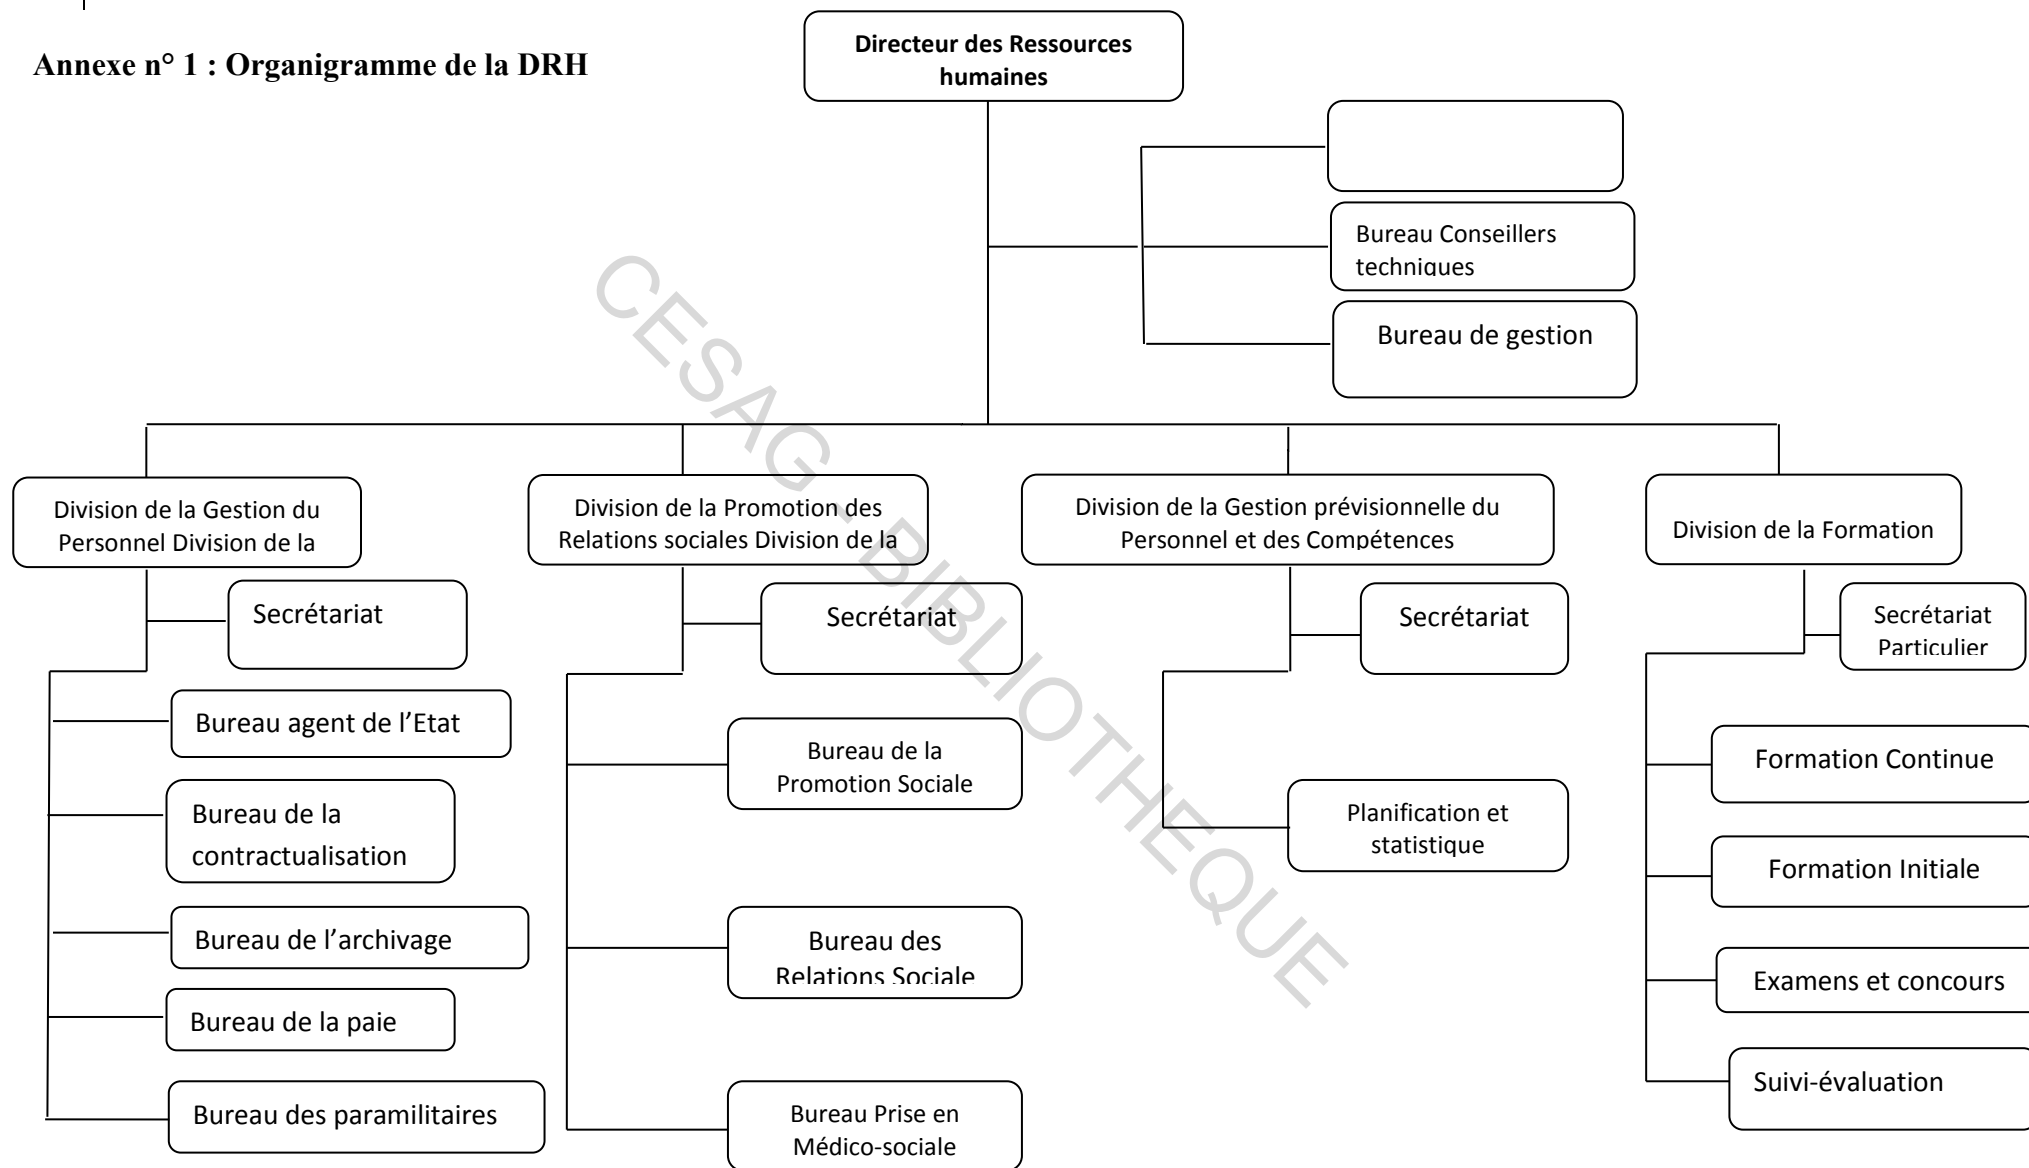 Annexe n° 1 : Organigramme de la DRH
Directeur des Ressources
humaines
Bureau Conseillers
techniques
Bureau de gestion
Division de la Gestion du
Personnel Division de la
Division de la Promotion des
Relations sociales Division de la
Division de la Gestion prévisionnelle du
Personnel et des Compétences
Division de la Formation
Secrétariat
Secrétariat
Secrétariat
Secrétariat
Particulier
Bureau agent de l’Etat
Bureau de la
contractualisation
Bureau de l’archivage
Bureau de la paie
Bureau des paramilitaires
Bureau de la
Promotion Sociale
Bureau des
Relations Sociale
Bureau Prise en
Médico-sociale
Planification et
statistique
Formation Continue
Formation Initiale
Examens et concours
Suivi-évaluation
CESAG - BIBLIOTHEQUE